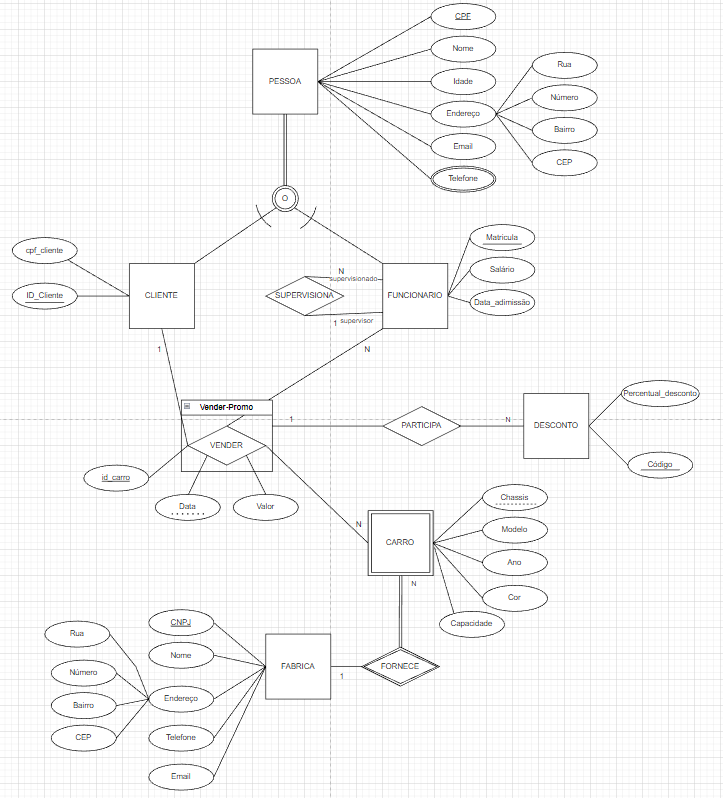 CPF
Nome
Idade
Endereço
Email
Telefone
Rua
Número
Bairro
CEP
PESSOA
O
cpf_cliente
ID_Cliente
CLIENTE
N
supervisionado
SUPERVISIONA
1 supervisor
FUNCIONARIO
Matricula
Salário
Data_adimissão
1
N
Vender-Promo
VENDER
id_carro
Data
Valor
1
PARTICIPA
N
DESCONTO
Percentual_desconto
Código
N
CARRO
Chassis
Modelo
Ano
Cor
Capacidade
N
FORNECE
1
FABRICA
CNPJ
Nome
Endereço
Telefone
Email
Rua
Número
Bairro
CEP